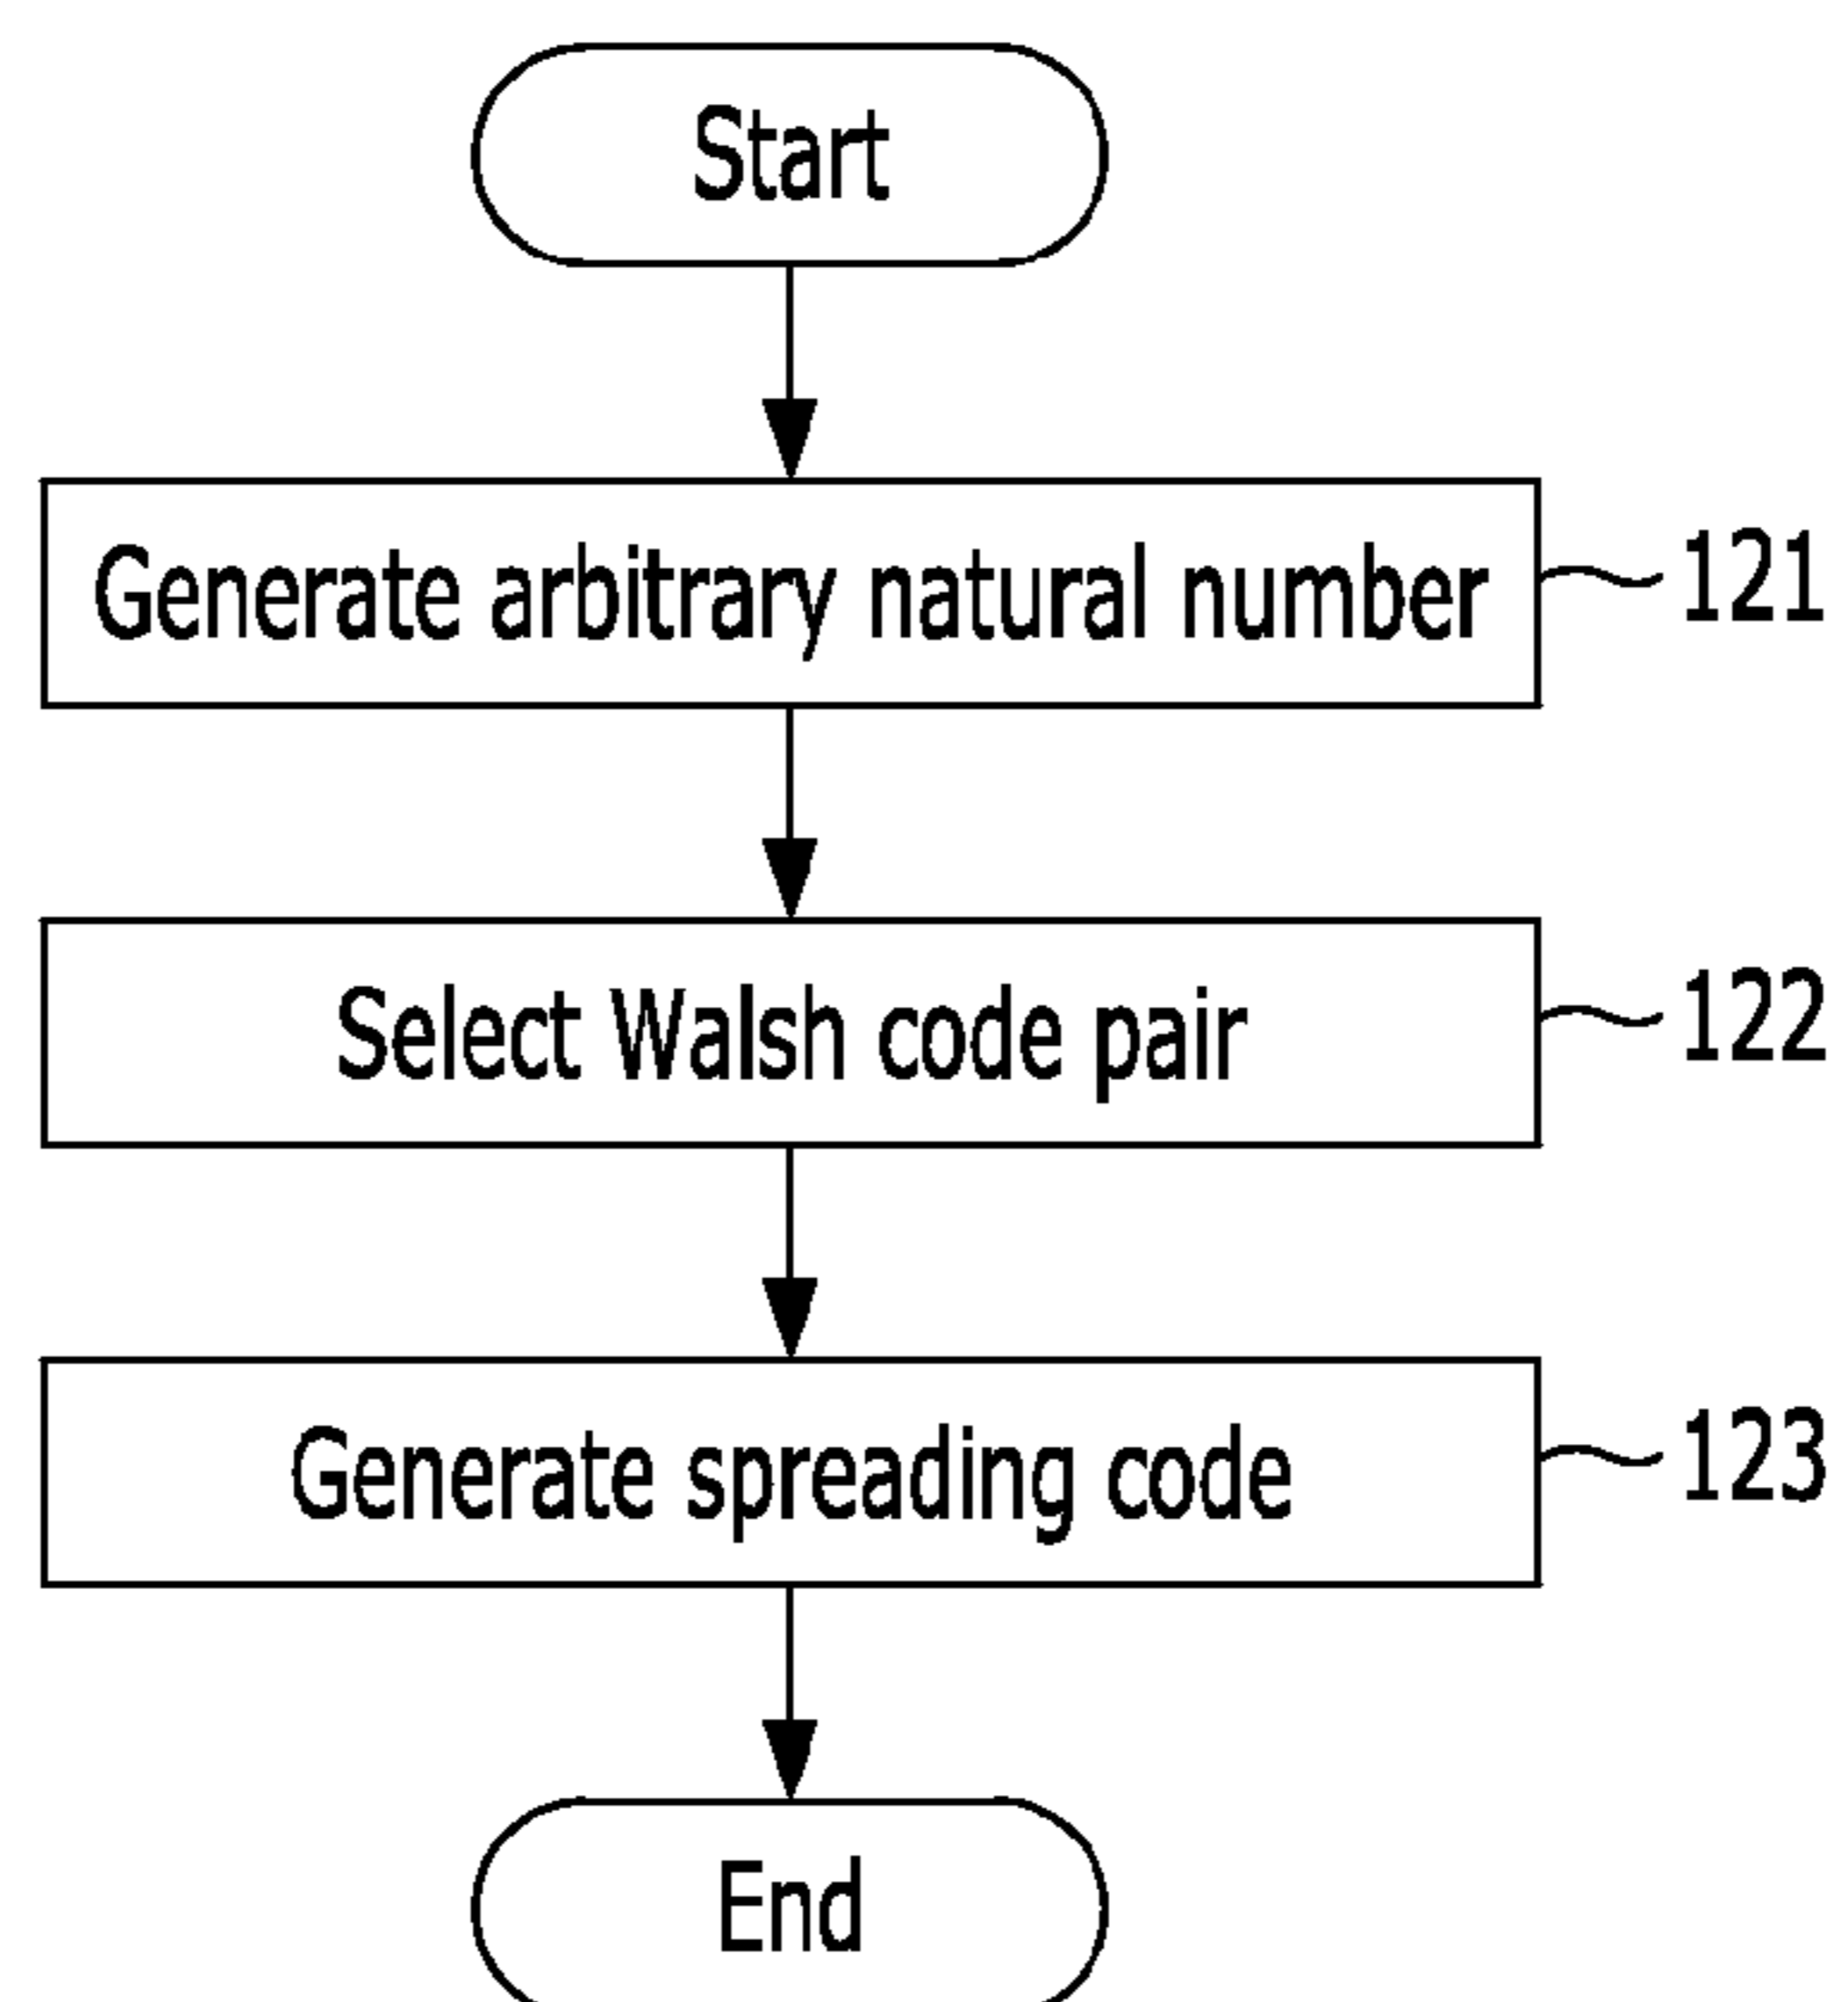 Start
Generate arbitrary natural number
121
Select Walsh code pair
122
Generate spreading code
123
End